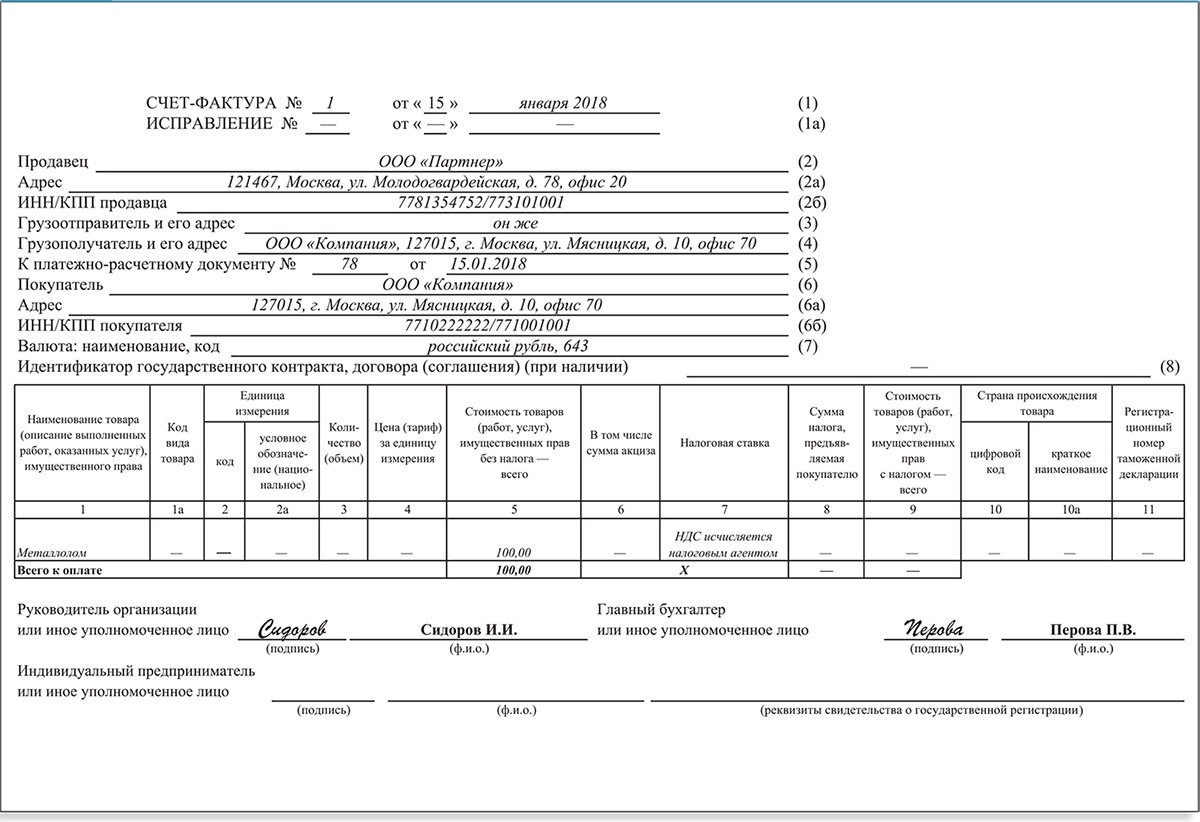 СЧЕТ-ФАКТУРА № 1 от « 15 » января 2018 (1)
ИСПРАВЛЕНИЕ № — от « — » — (1а)
Продавец ООО «Партнер» (2)
Адрес 121467, Москва, ул. Молодогвардейская, д. 78, офис 20 (2а)
ИНН/КПП продавца 7781354752/773101001 (2б)
Грузоотправитель и его адрес он же (3)
Грузополучатель и его адрес ООО «Компания», 127015, г. Москва, ул. Мясницкая, д. 10, офис 70 (4)
К платежно-расчетному документу № 78 от 15.01.2018 (5)
Покупатель ООО «Компания» (6)
Адрес 127015, г. Москва, ул. Мясницкая, д. 10, офис 70 (6а)
ИНН/КПП покупателя 7710222222/771001001 (6б)
Валюта: наименование, код российский рубль, 643 (7)
Идентификатор государственного контракта, договора (соглашения) (при наличии) — (8)
Наименование товара
(описание выполненных
работ, оказанных услуг),
имущественного права
Код
вида
товара
Единица
измерения
код
условное
обозначе-
ние (нацио-
нальное)
Коли-
чество
(объем)
Цена (тариф)
за единицу
измерения
Стоимость товаров
(работ, услуг),
имущественных прав
без налога —
всего
В том числе
сумма акциза
Налоговая ставка
Сумма
налога,
предъяв-
ляемая
покупателю
Стоимость
товаров (работ,
услуг),
имущественных
прав
с налогом —
всего
Страна происхождения
товара
цифровой
код
краткое
наименование
Регистра-
ционный
номер
таможенной
декларации
1 1а 2 2а 3 4 5 6 7 8 9 10 10а 11
НДС исчисляется
Металлолом — — — — — 100,00 — налоговым агентом — — — — —
Всего к оплате 100,00 Х — —
Руководитель организации Главный бухгалтер
или иное уполномоченное лицо Сидоров Сидоров И.И. или иное уполномоченное лицо Перова Перова П.В.
(подпись) (ф.и.о.) (подпись) (ф.и.о.)
Индивидуальный предприниматель
или иное уполномоченное лицо
(подпись) (ф.и.о.) (реквизиты свидетельства о государственной регистрации)